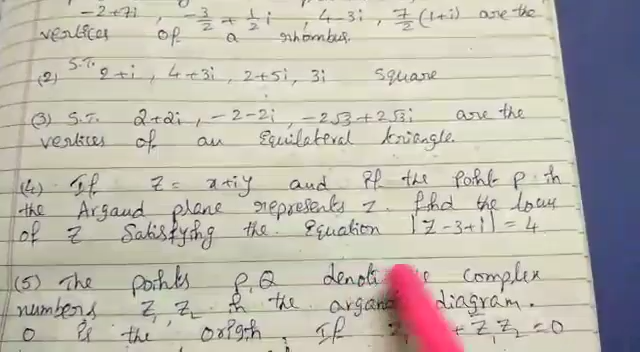 -2+7i, -3/2 + 1/2 i, 4-3i, 7/2 (1+i) are the
vertices of a rhombus.
(2) S.T. 2+i, 4+3i, 2+5i, 3i square
(3) S.T. 2+2i, -2-2i, -2√3+2√3i are the
vertices of an Equilateral triangle.
(4) If z = x+iy and if the point P in
the Argand plane represents z. find the locus
of z Satisfying the Equation |z-3+i| = 4
(5) The points P, Q complex
numbers z1, z2 in the diagram.
O is the origin. If + z1 z2 = 0